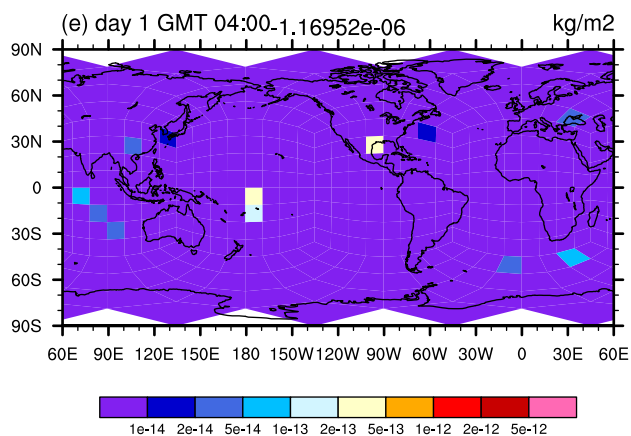 (e) day 1 GMT 04:00 -1.16952e-06 kg/m2
90N
60N
30N
0
30S
60S
90S
60E 90E 120E 150E 180 150W 120W 90W 60W 30W 0 30E 60E
1e-14 2e-14 5e-14 1e-13 2e-13 5e-13 1e-12 2e-12 5e-12